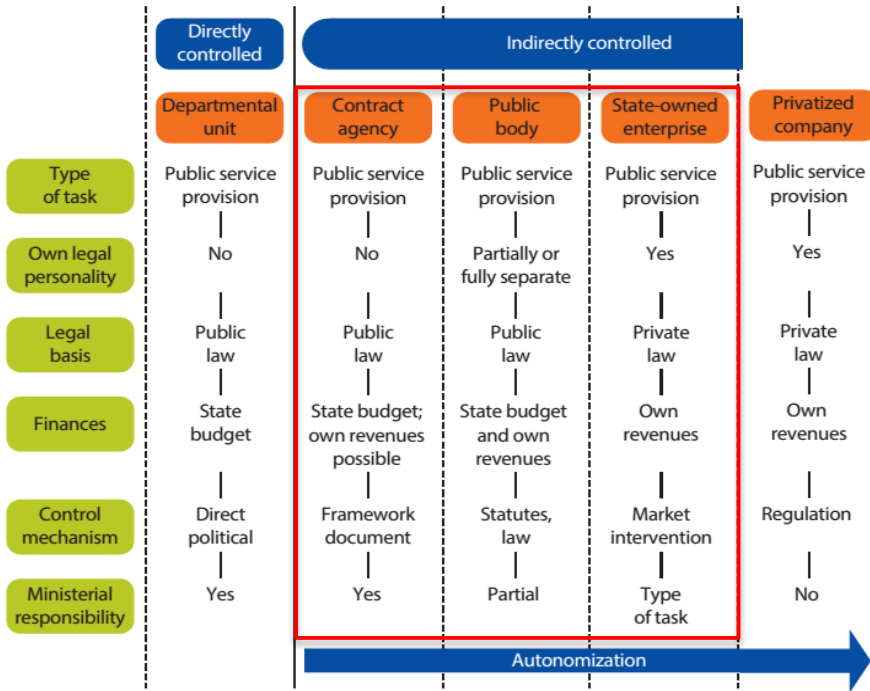 Directly
controlled
Indirectly controlled
Departmental
unit
Contract
agency
Public
body
State-owned
enterprise
Privatized
company
Type
of task
Public service
provision
Public service
provision
Public service
provision
Public service
provision
Public service
provision
Own legal
personality
No
No
Partially or
fully separate
Yes
Yes
Legal
basis
Public
law
Public
law
Public
law
Private
law
Private
law
Finances
State
budget
State budget;
own revenues
possible
State budget
and own
revenues
Own
revenues
Own
revenues
Control
mechanism
Direct
political
Framework
document
Statutes,
law
Market
intervention
Regulation
Ministerial
responsibility
Yes
Yes
Partial
Type
of task
No
Autonomization